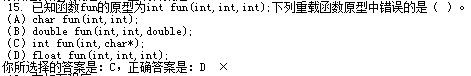 15. 已知函数fun的原型为int fun(int,int,int);下列重载函数原型中错误的是（ ）。
(A) char fun(int,int);
(B) double fun(int,int,double);
(C) int fun(int,char*);
(D) float fun(int,int,int);
你所选择的答案是：C，正确答案是：D ×